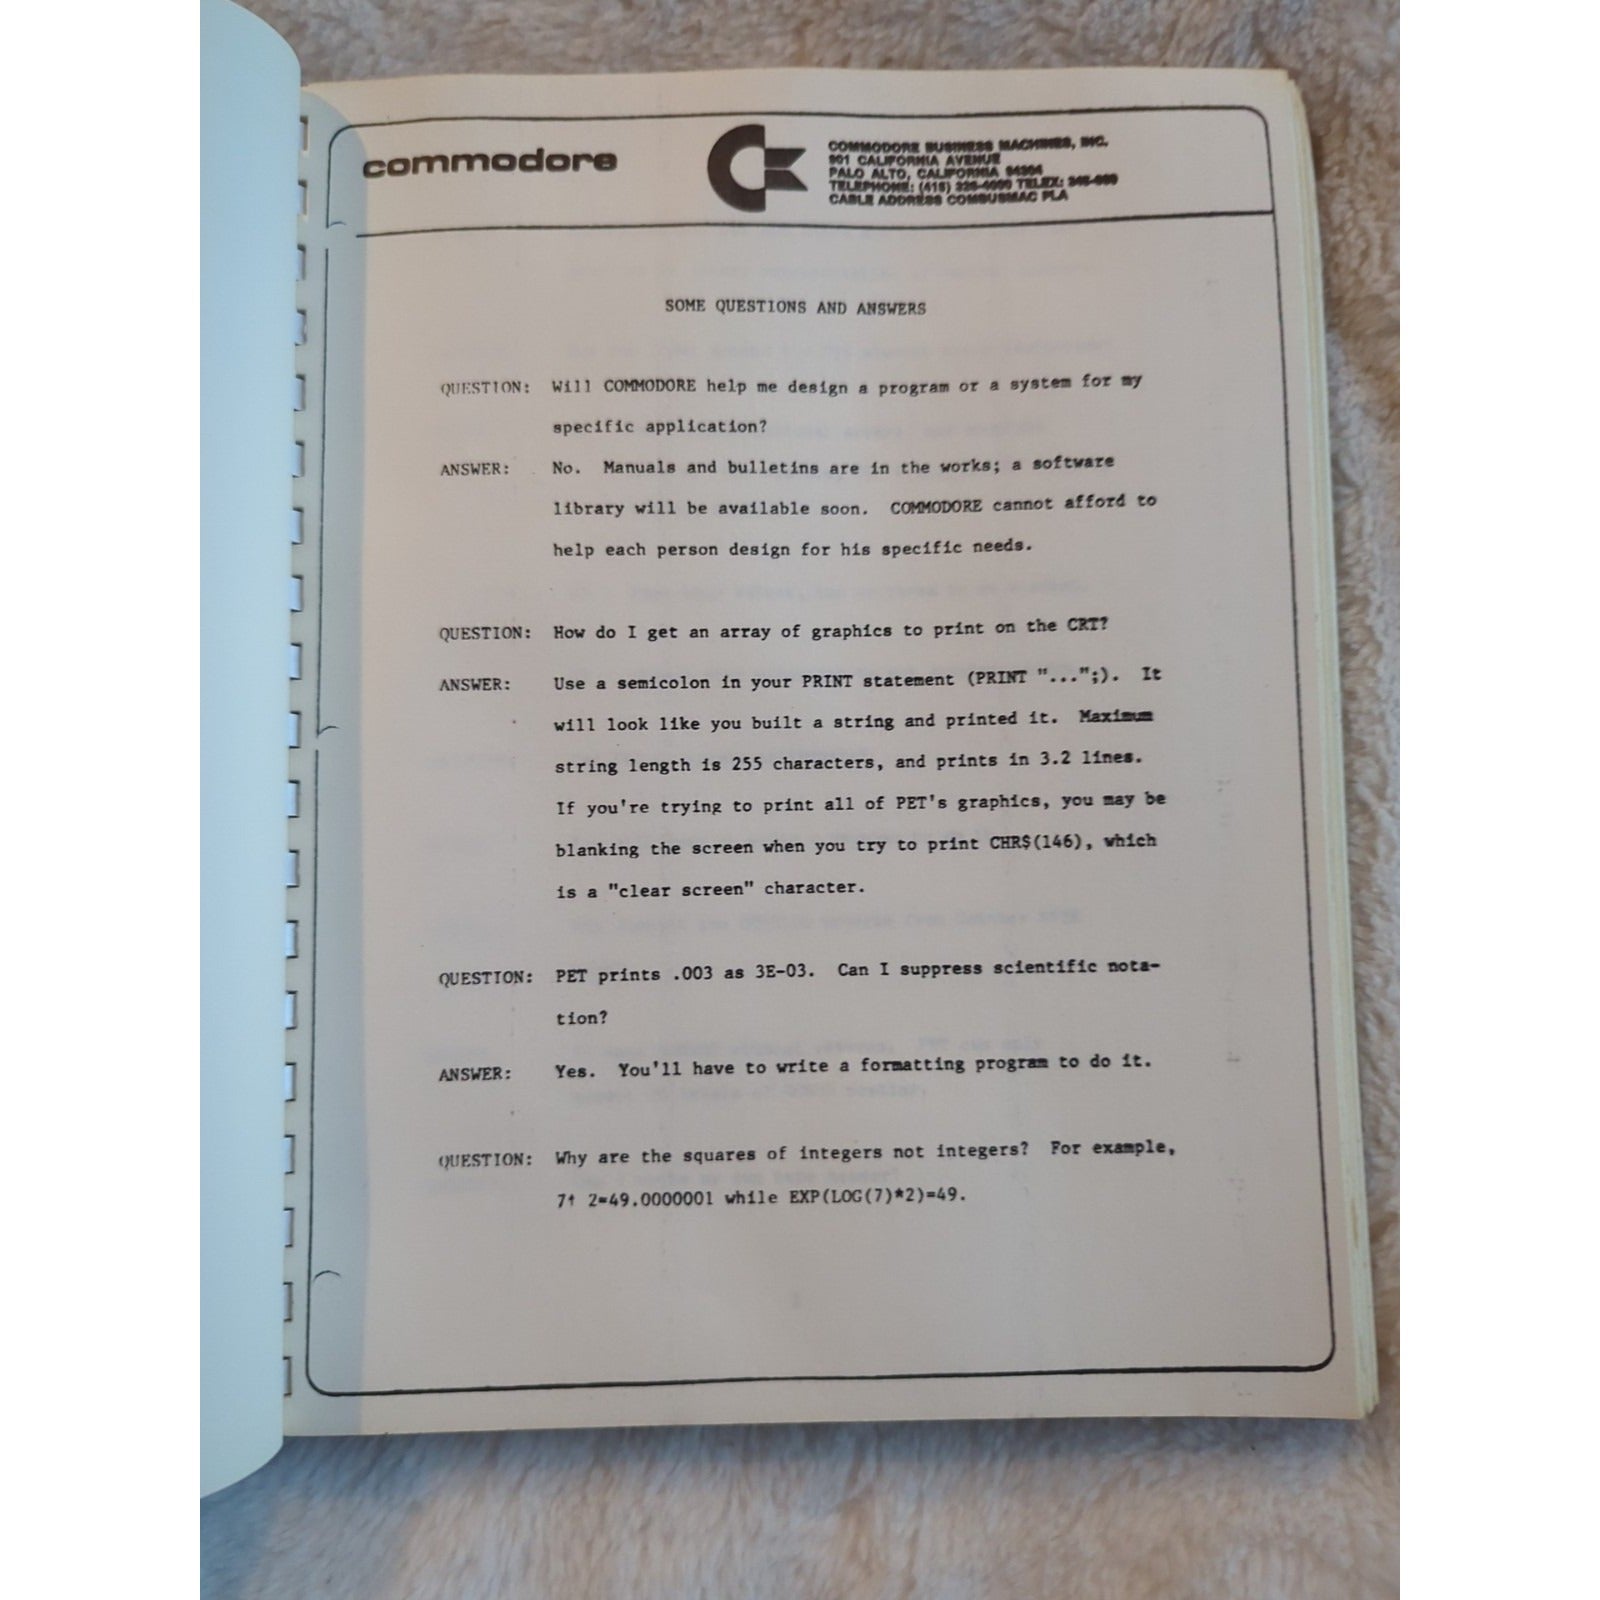 commodore
COMMODORE BUSINESS MACHINES, INC.
901 CALIFORNIA AVENUE
PALO ALTO, CALIFORNIA 94304
TELEPHONE: (415) 326-4000 TELEX: 345-569
CABLE ADDRESS COMBUSMAC PLA
SOME QUESTIONS AND ANSWERS
QUESTION: Will COMMODORE help me design a program or a system for my
specific application?
ANSWER: No. Manuals and bulletins are in the works; a software
library will be available soon. COMMODORE cannot afford to
help each person design for his specific needs.
QUESTION: How do I get an array of graphics to print on the CRT?
ANSWER: Use a semicolon in your PRINT statement (PRINT "...";). It
will look like you built a string and printed it. Maximum
string length is 255 characters, and prints in 3.2 lines.
If you're trying to print all of PET's graphics, you may be
blanking the screen when you try to print CHR$(146), which
is a "clear screen" character.
QUESTION: PET prints .003 as 3E-03. Can I suppress scientific nota-
tion?
ANSWER: Yes. You'll have to write a formatting program to do it.
QUESTION: Why are the squares of integers not integers? For example,
7↑ 2=49.0000001 while EXP(LOG(7)*2)=49.